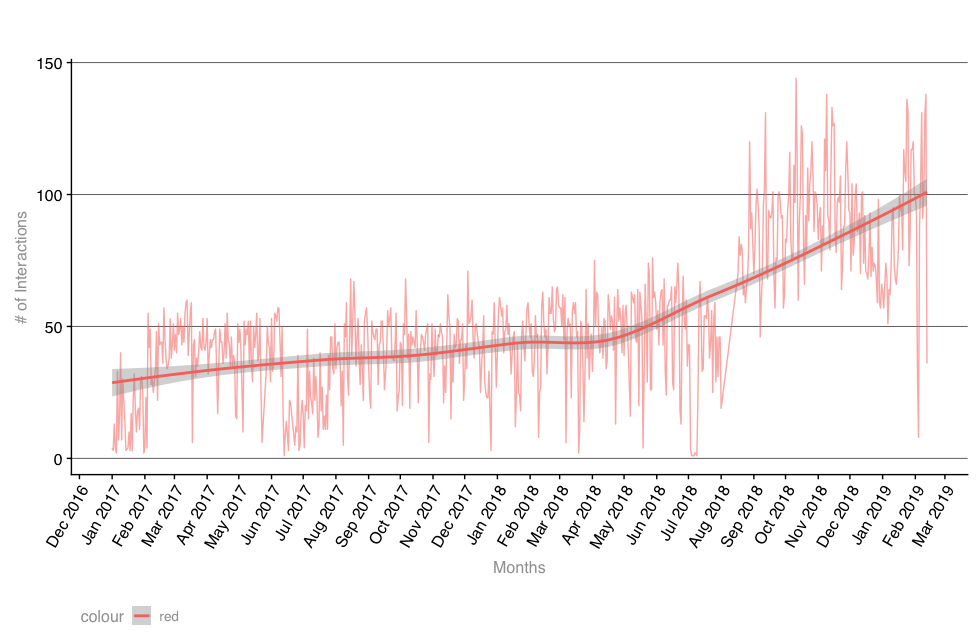 150
100
50
0
# of Interactions
Dec 2016
Jan 2017
Feb 2017
Mar 2017
Apr 2017
May 2017
Jun 2017
Jul 2017
Aug 2017
Sep 2017
Oct 2017
Nov 2017
Dec 2017
Jan 2018
Feb 2018
Mar 2018
Apr 2018
May 2018
Jun 2018
Jul 2018
Aug 2018
Sep 2018
Oct 2018
Nov 2018
Dec 2018
Jan 2019
Feb 2019
Mar 2019
Months
colour red